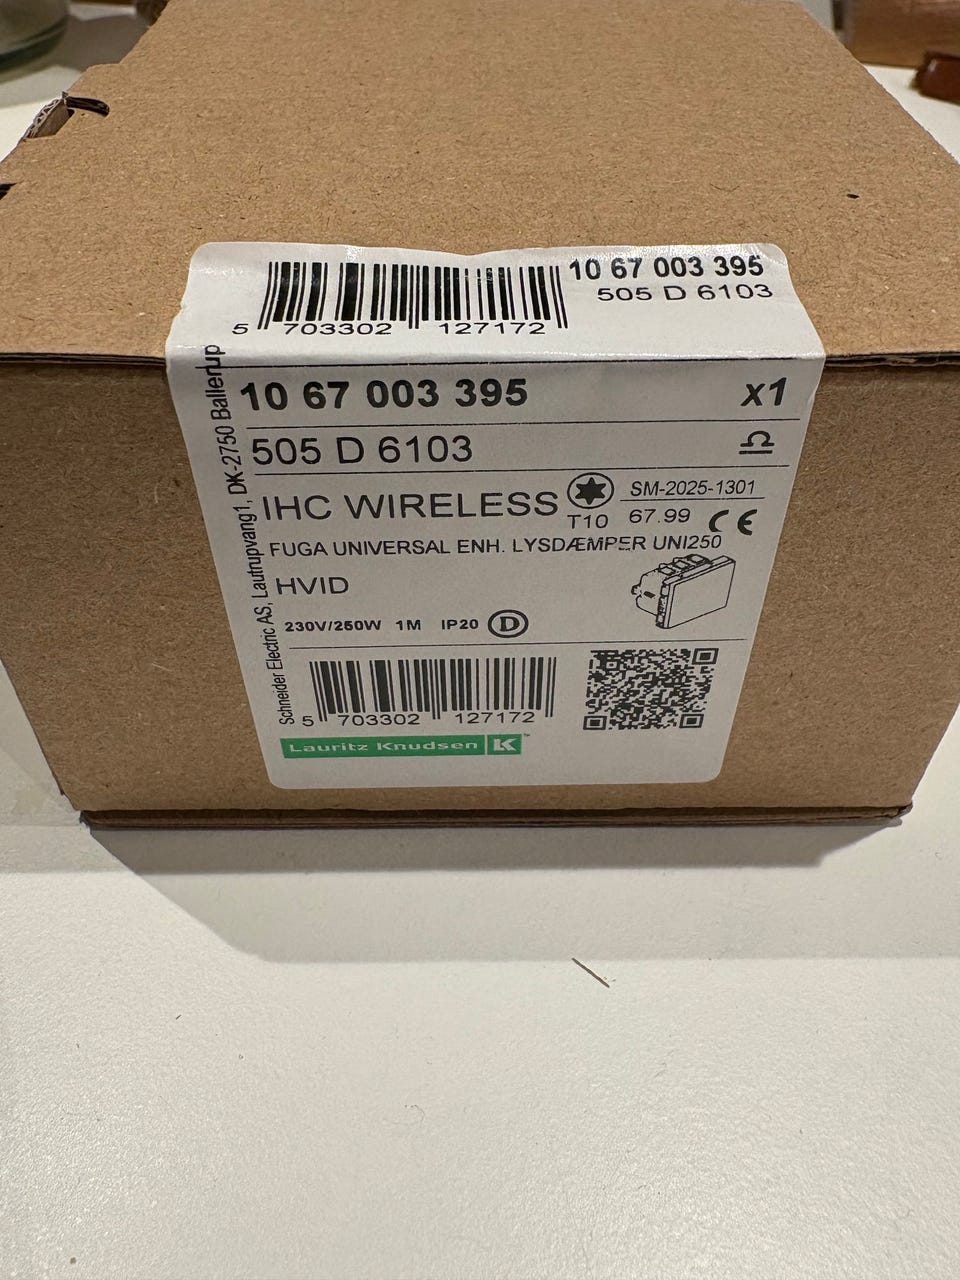 10 67 003 395
505 D 6103
5 703302 127172
10 67 003 395 x1
505 D 6103
IHC WIRELESS
T10
SM-2025-1301
67.99 CE
FUGA UNIVERSAL ENH. LYSDÆMPER UNI250
HVID
230V/250W 1M IP20 D
5 703302 127172
Lauritz Knudsen LK™
Schneider Electric AS, Lautrupvang1, DK-2750 Ballerup